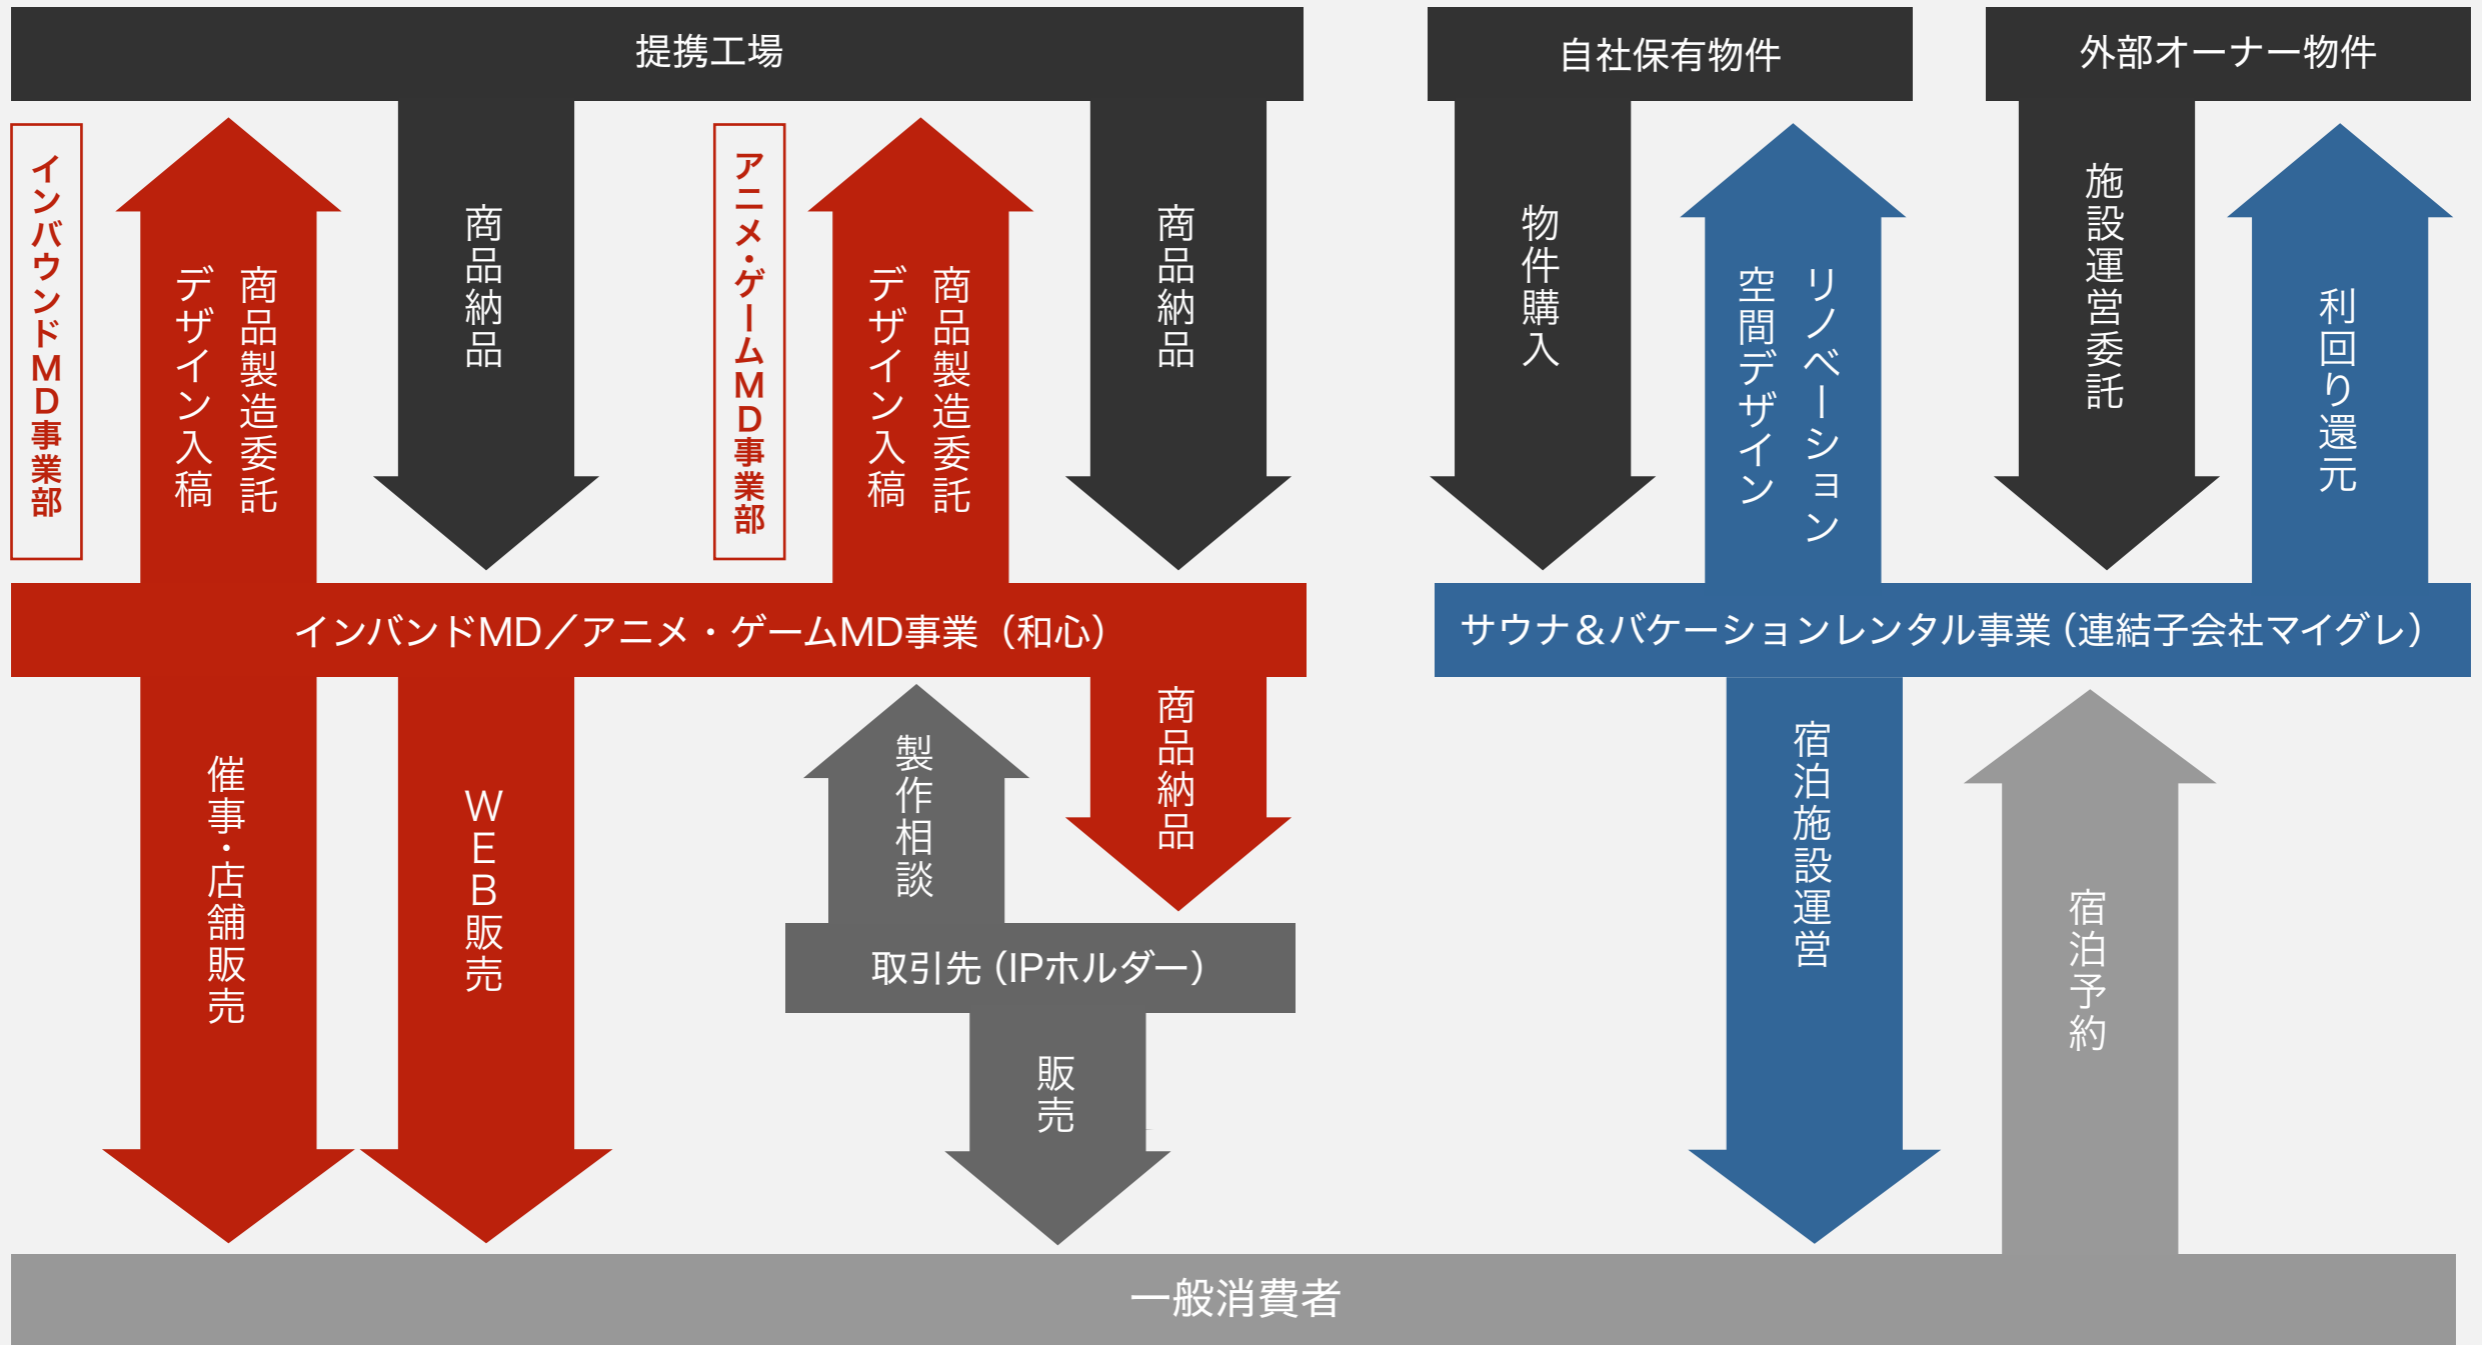 提携工場
自社保有物件
外部オーナー物件
インバウンドMD事業部
商品製造委託
デザイン入稿
商品納品
アニメ・ゲームMD事業部
商品製造委託
デザイン入稿
商品納品
物件購入
リノベーション
空間デザイン
施設運営委託
利回り還元
インバンドMD／アニメ・ゲームMD事業（和心）
サウナ＆バケーションレンタル事業（連結子会社マイグレ）
催事・店舗販売
WEB販売
製作相談
商品納品
取引先（IPホルダー）
販売
宿泊施設運営
宿泊予約
一般消費者